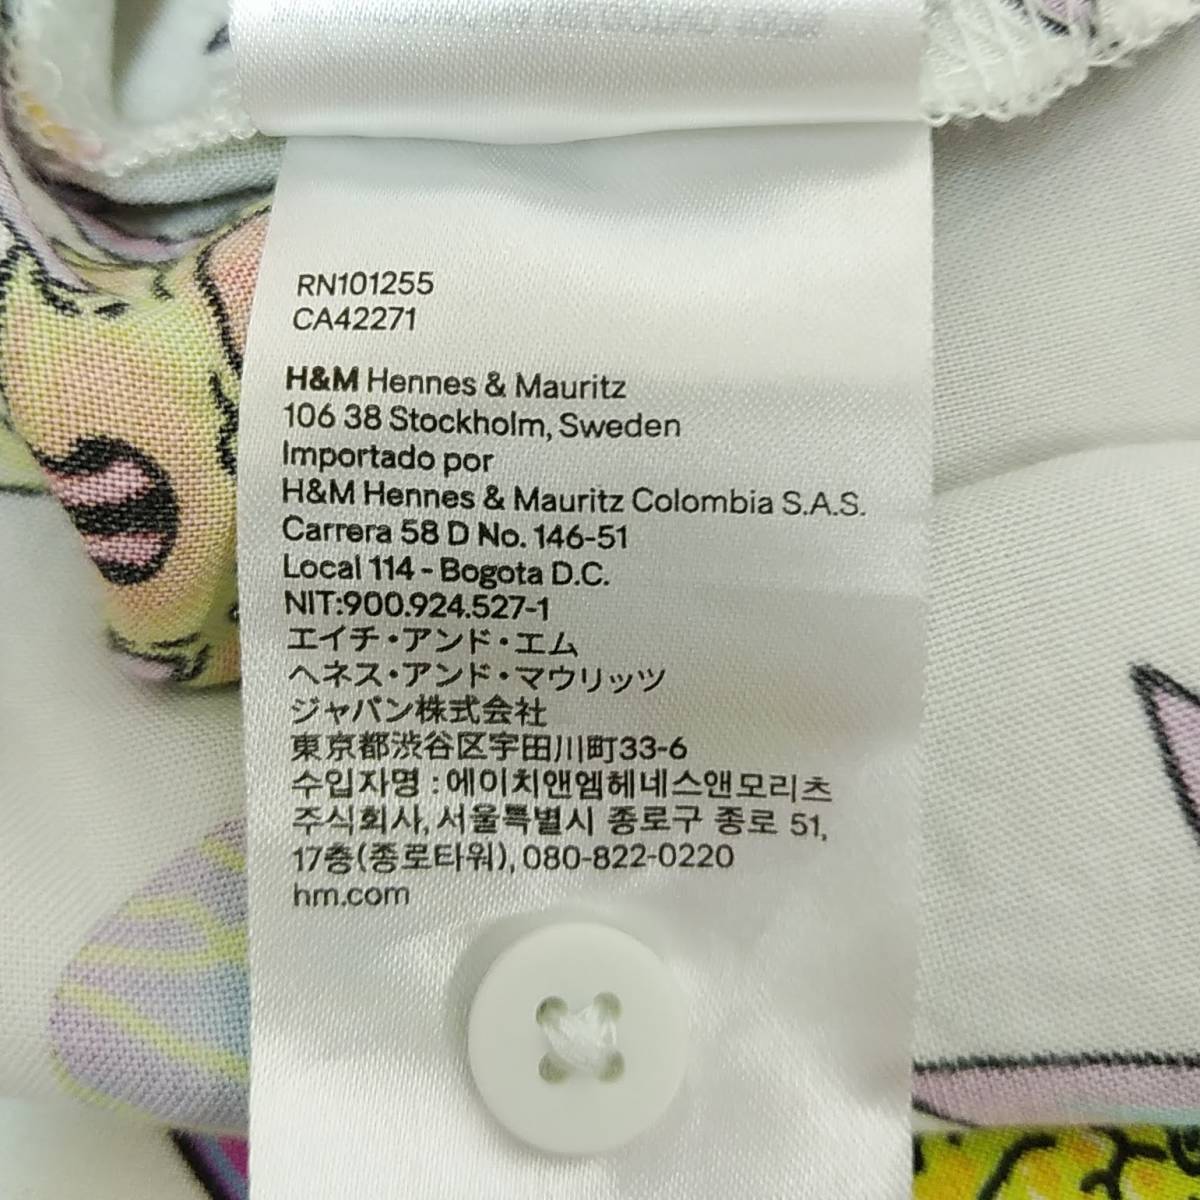 RN101255
CA42271
H&M Hennes & Mauritz
106 38 Stockholm, Sweden
Importado por
H&M Hennes & Mauritz Colombia S.A.S.
Carrera 58 D No. 146-51
Local 114 - Bogota D.C.
NIT:900.924.527-1
エイチ・アンド・エム
ヘネス・アンド・マウリッツ
ジャパン株式会社
東京都渋谷区宇田川町33-6
수입자명 : 에이치앤엠헤네스앤모리츠
주식회사, 서울특별시 종로구 종로 51,
17층(종로타워), 080-822-0220
hm.com